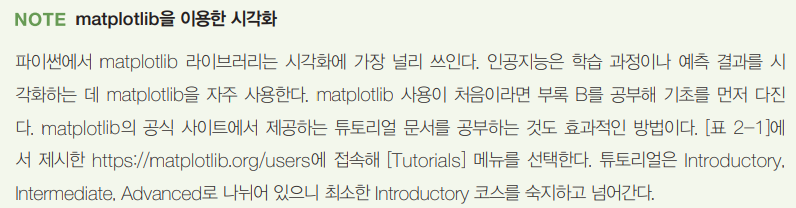 NOTE matplotlib을 이용한 시각화
파이썬에서 matplotlib 라이브러리는 시각화에 가장 널리 쓰인다. 인공지능은 학습 과정이나 예측 결과를 시
각화하는 데 matplotlib을 자주 사용한다. matplotlib 사용이 처음이라면 부록 B를 공부해 기초를 먼저 다진
다. matplotlib의 공식 사이트에서 제공하는 튜토리얼 문서를 공부하는 것도 효과적인 방법이다. [표 2-1]에
서 제시한 https://matplotlib.org/users에 접속해 [Tutorials] 메뉴를 선택한다. 튜토리얼은 Introductory,
Intermediate, Advanced로 나뉘어 있으니 최소한 Introductory 코스를 숙지하고 넘어간다.